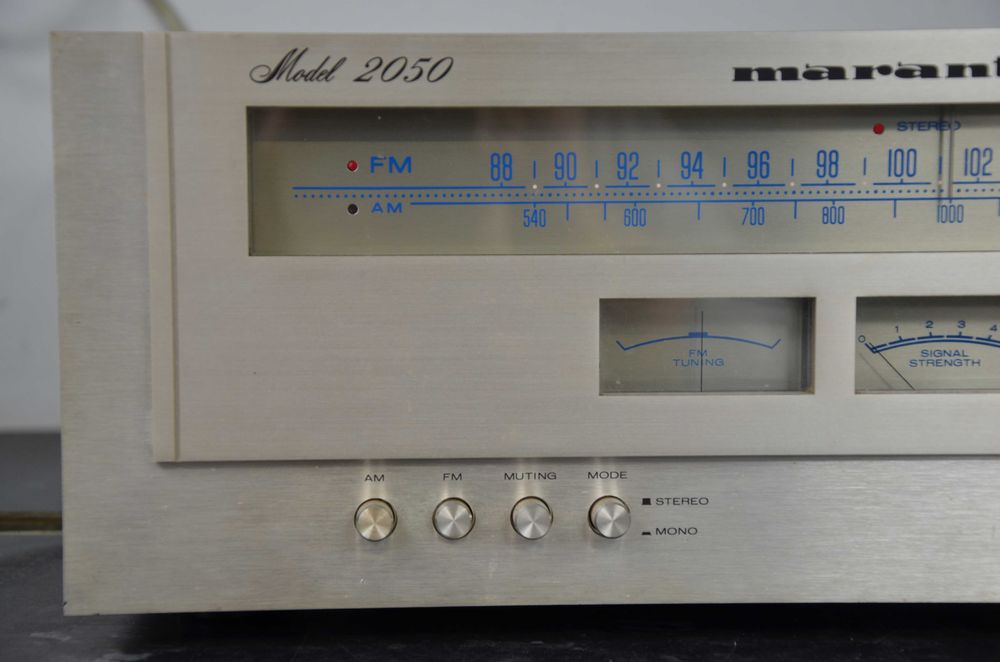 Model 2050
marant
STEREO
FM 88 90 92 94 96 98 100 102
AM 540 600 700 800 1000
FM
TUNING
0 1 2 3 4
SIGNAL
STRENGTH
AM FM MUTING MODE
STEREO
MONO